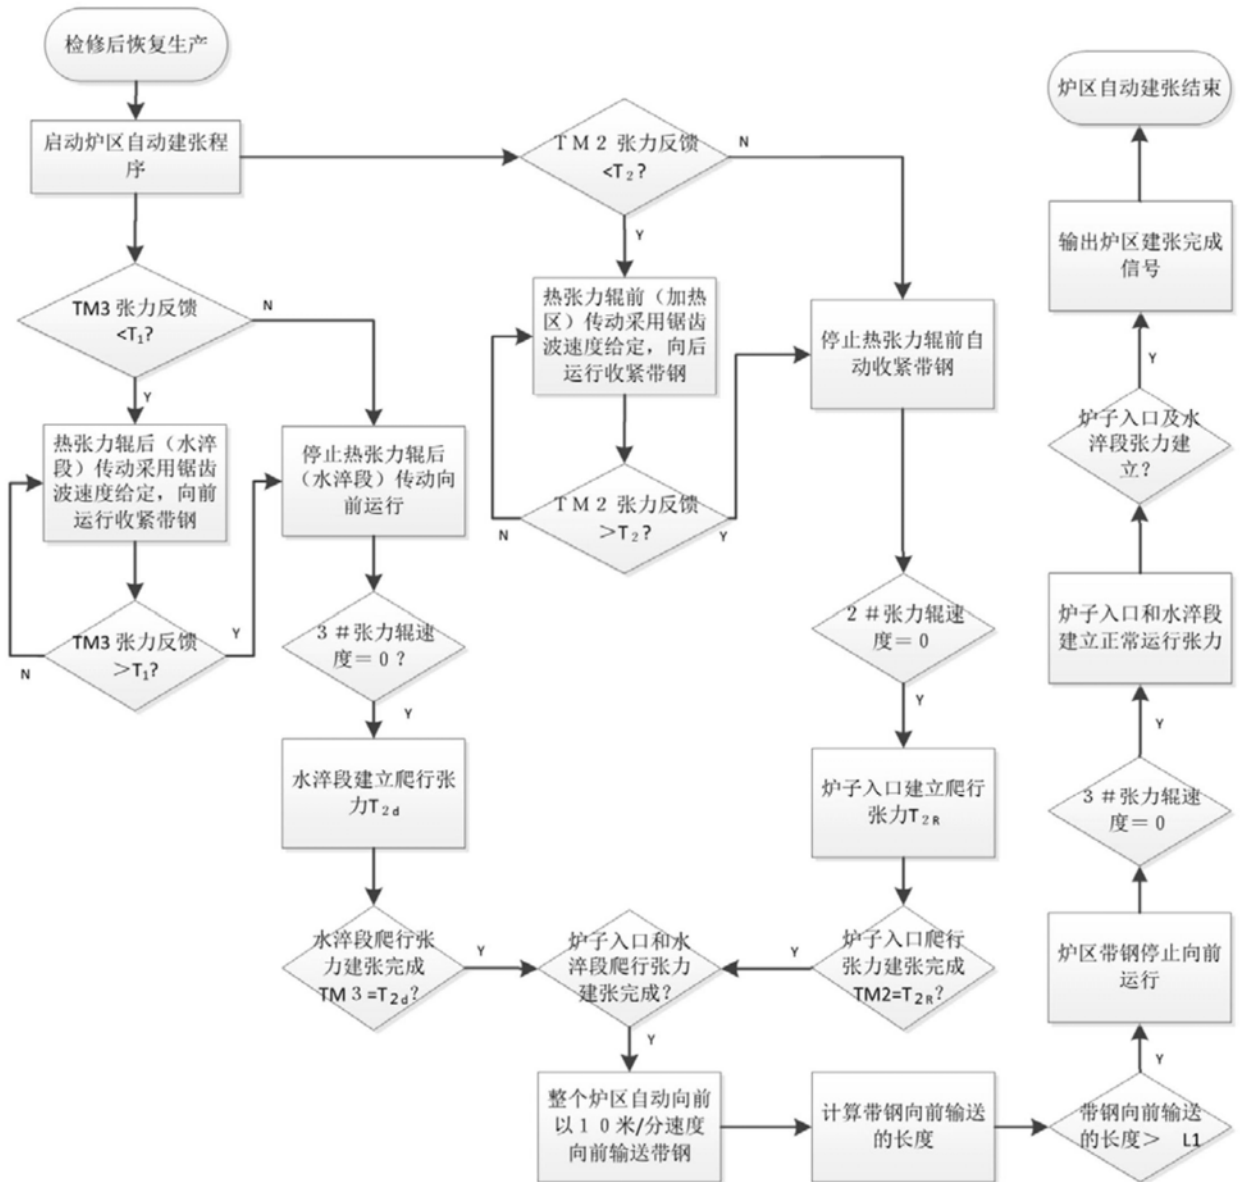 检修后恢复生产
启动炉区自动建张程
序
TM3 张力反馈
<T₁?
N
Y
热张力辊后（水淬
段）传动采用锯齿
波速度给定，向前
运行收紧带钢
TM3 张力反馈
＞T₁?
N
Y
停止热张力辊后
（水淬段）传动向
前运行
3＃张力辊速
度＝0？
Y
水淬段建立爬行张
力T₂d
水淬段爬行张
力建张完成
TM 3=T₂d?
Y
TM2 张力反馈
<T₂?
N
Y
热张力辊前（加热
区）传动采用锯齿
波速度给定，向后
运行收紧带钢
TM2 张力反馈
＞T₂?
N
Y
停止热张力辊前自
动收紧带钢
2＃张力辊速
度＝0
Y
炉子入口建立爬行
张力T₂R
炉子入口爬行
张力建张完成
TM2=T₂R?
Y
炉子入口和水
淬段爬行张力
建张完成？
Y
整个炉区自动向前
以10米/分速度
向前输送带钢
计算带钢向前输送
的长度
带钢向前输送
的长度＞ L1
Y
炉区带钢停止向前
运行
3＃张力辊速
度＝0
Y
炉子入口和水淬段
建立正常运行张力
炉子入口及水
淬段张力建
立？
Y
输出炉区建张完成
信号
炉区自动建张结束